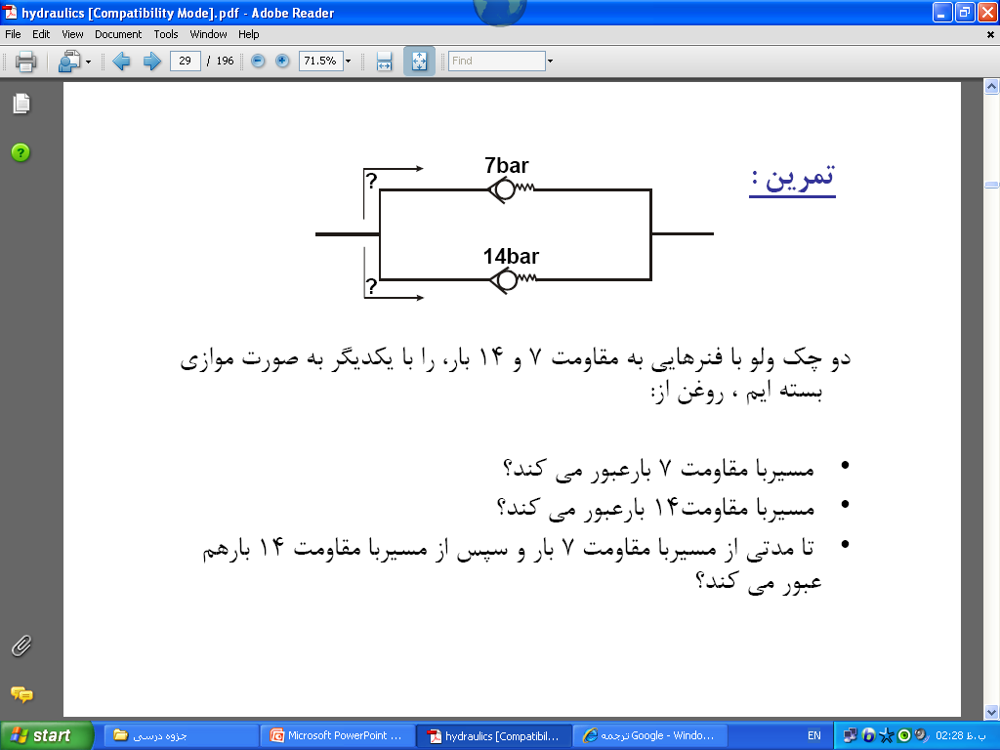 hydraulics [Compatibility Mode].pdf - Adobe Reader
File Edit View Document Tools Window Help
29 / 196 71.5% Find
تمرین :
7bar
?
14bar
?
دو چک ولو با فنرهایی به مقاومت ۷ و ۱۴ بار، را با یکدیگر به صورت موازی
بسته ایم ، روغن از:
• مسیربا مقاومت ۷ بارعبور می کند؟
• مسیربا مقاومت۱۴ بارعبور می کند؟
• تا مدتی از مسیربا مقاومت ۷ بار و سپس از مسیربا مقاومت ۱۴ بارهم
عبور می کند؟
start جزوه درسی Microsoft PowerPoint ... hydraulics [Compatibil... ترجمه Google - Windo... EN 02:28 ب.ظ